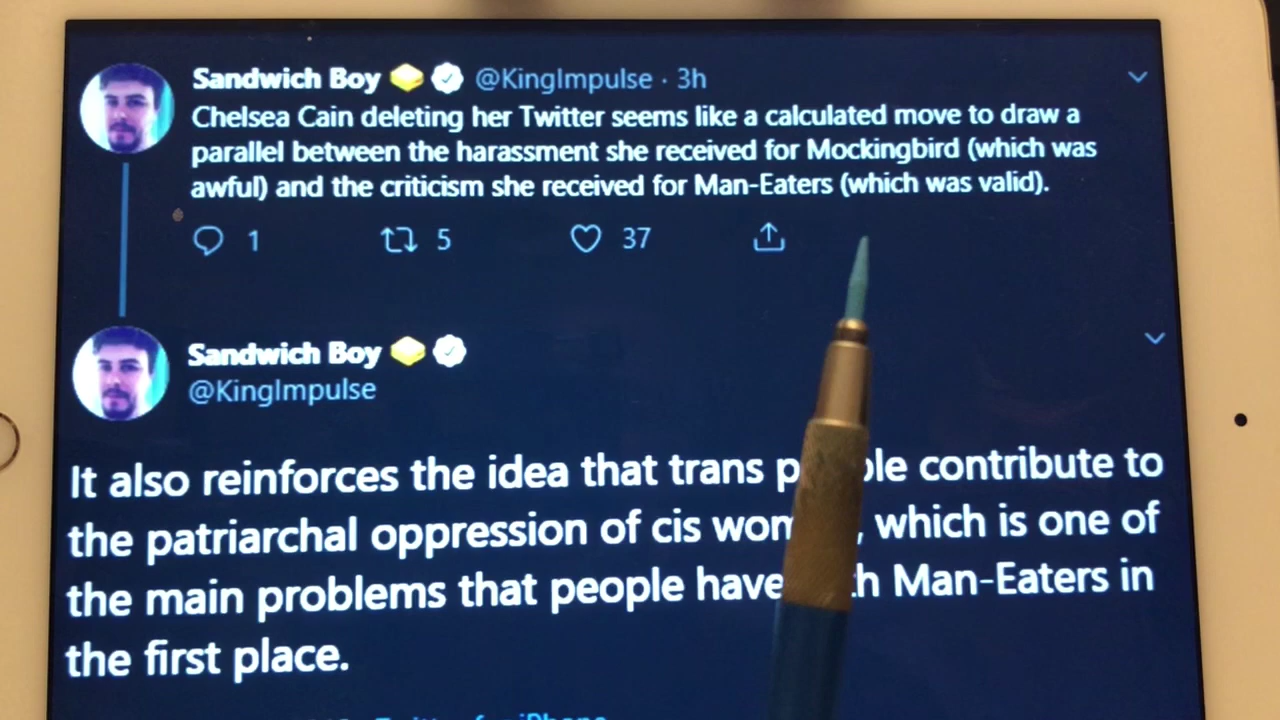 Sandwich Boy @KingImpulse · 3h
Chelsea Cain deleting her Twitter seems like a calculated move to draw a
parallel between the harassment she received for Mockingbird (which was
awful) and the criticism she received for Man-Eaters (which was valid).
1 5 37
Sandwich Boy
@KingImpulse
It also reinforces the idea that trans contribute to
the patriarchal oppression of cis which is one of
the main problems that people have Man-Eaters in
the first place.
Twitter for iPhone